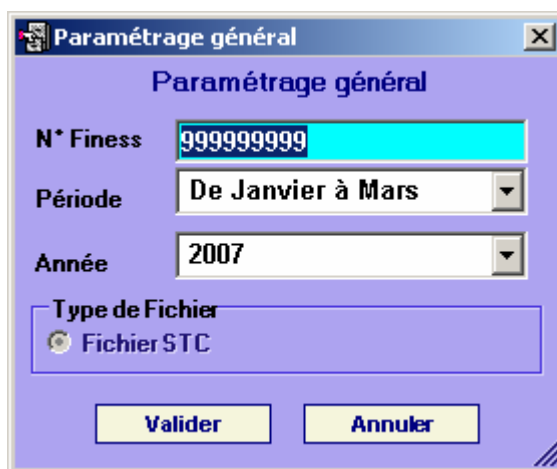 Paramétrage général
Paramétrage général
N° Finess 999999999
Période De Janvier à Mars
Année 2007
Type de Fichier
Fichier STC
Valider Annuler